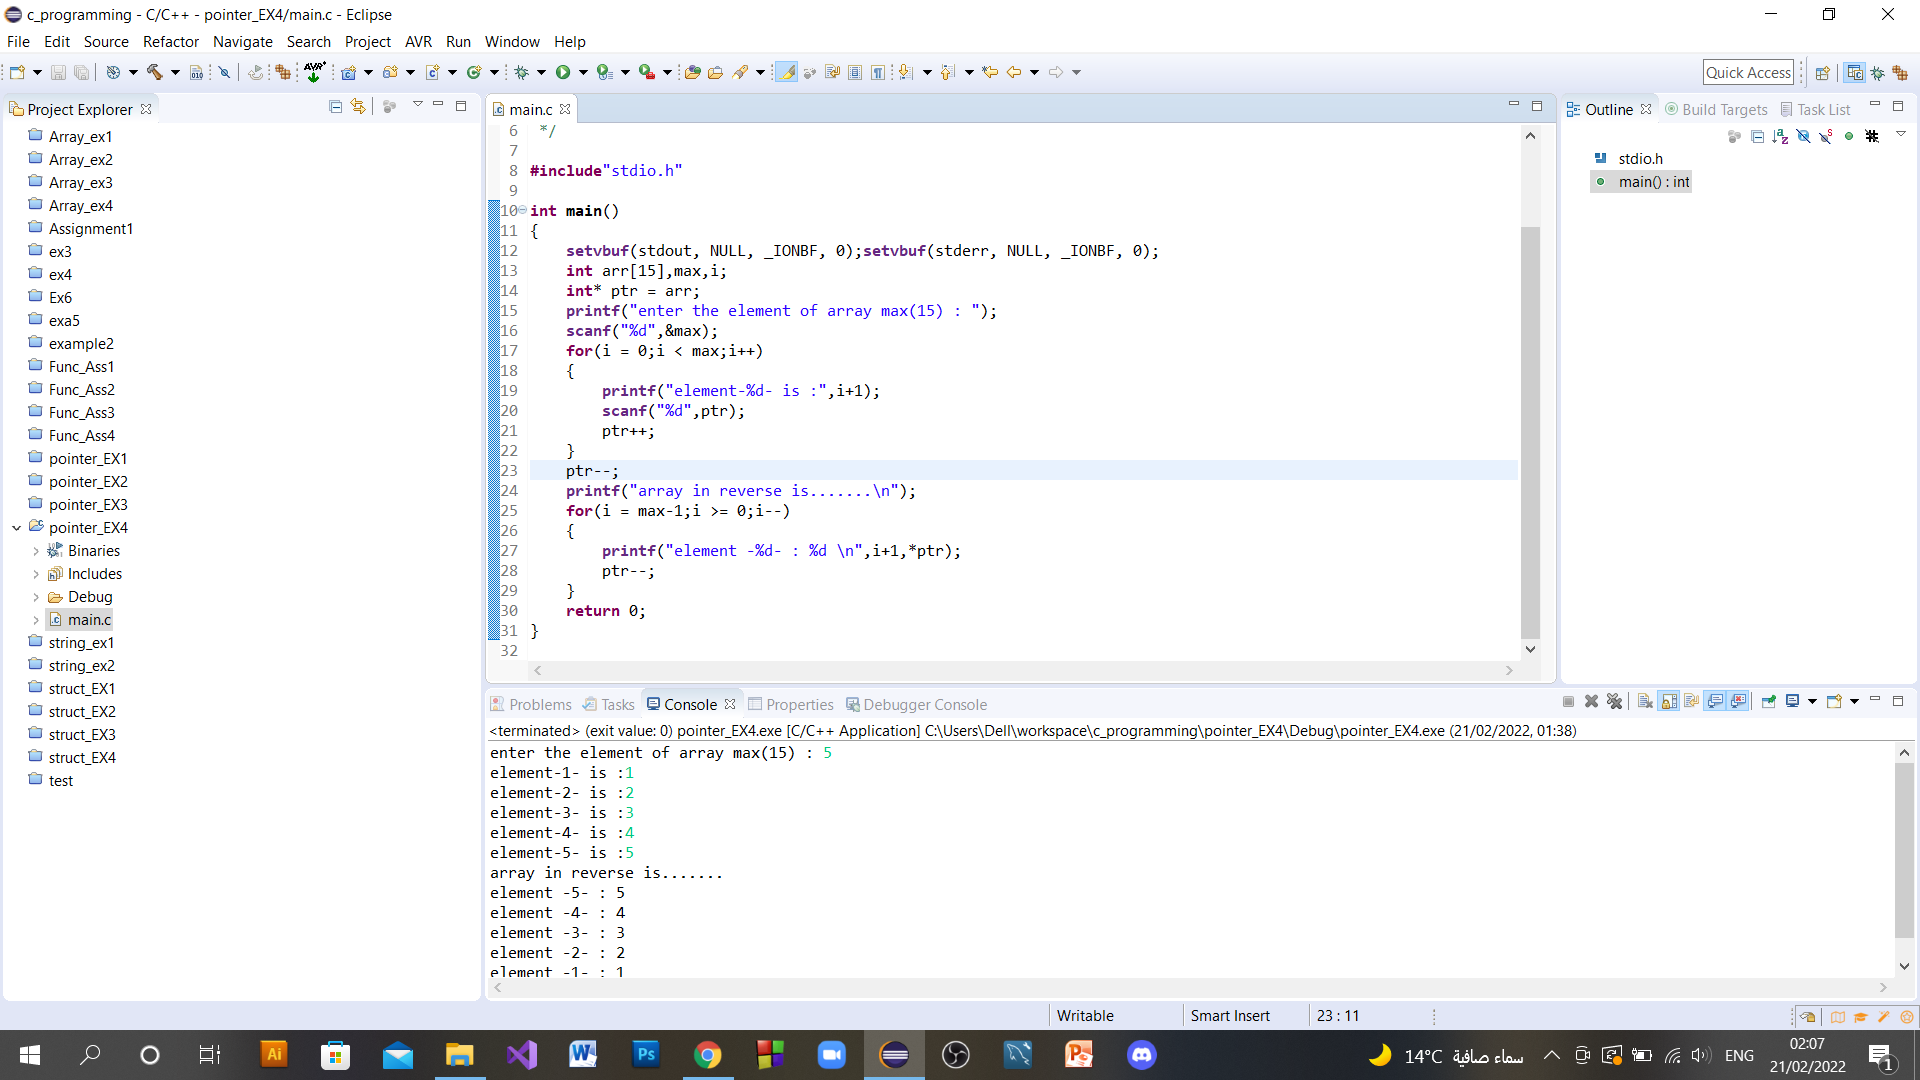 c_programming - C/C++ - pointer_EX4/main.c - Eclipse
File Edit Source Refactor Navigate Search Project AVR Run Window Help
Quick Access
Project Explorer
Array_ex1
Array_ex2
Array_ex3
Array_ex4
Assignment1
ex3
ex4
Ex6
exa5
example2
Func_Ass1
Func_Ass2
Func_Ass3
Func_Ass4
pointer_EX1
pointer_EX2
pointer_EX3
pointer_EX4
Binaries
Includes
Debug
main.c
string_ex1
string_ex2
struct_EX1
struct_EX2
struct_EX3
struct_EX4
test
main.c
6 */
7
8 #include"stdio.h"
9
10 int main()
11 {
12 setvbuf(stdout, NULL, _IONBF, 0);setvbuf(stderr, NULL, _IONBF, 0);
13 int arr[15],max,i;
14 int* ptr = arr;
15 printf("enter the element of array max(15) : ");
16 scanf("%d",&max);
17 for(i = 0;i < max;i++)
18 {
19 printf("element-%d- is :",i+1);
20 scanf("%d",ptr);
21 ptr++;
22 }
23 ptr--;
24 printf("array in reverse is.......\n");
25 for(i = max-1;i >= 0;i--)
26 {
27 printf("element -%d- : %d \n",i+1,*ptr);
28 ptr--;
29 }
30 return 0;
31 }
32
Outline Build Targets Task List
stdio.h
main() : int
Problems Tasks Console Properties Debugger Console
<terminated> (exit value: 0) pointer_EX4.exe [C/C++ Application] C:\Users\Dell\workspace\c_programming\pointer_EX4\Debug\pointer_EX4.exe (21/02/2022, 01:38)
enter the element of array max(15) : 5
element-1- is :1
element-2- is :2
element-3- is :3
element-4- is :4
element-5- is :5
array in reverse is.......
element -5- : 5
element -4- : 4
element -3- : 3
element -2- : 2
element -1- : 1
Writable Smart Insert 23 : 11
14°C سماء صافية ENG 02:07
21/02/2022
1